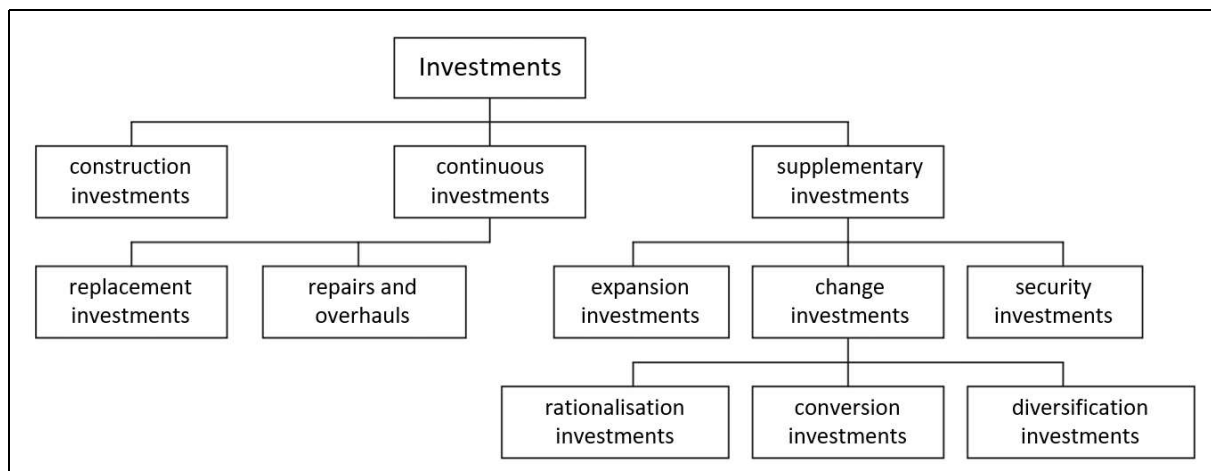 Investments
construction
investments
continuous
investments
supplementary
investments
replacement
investments
repairs and
overhauls
expansion
investments
change
investments
security
investments
rationalisation
investments
conversion
investments
diversification
investments